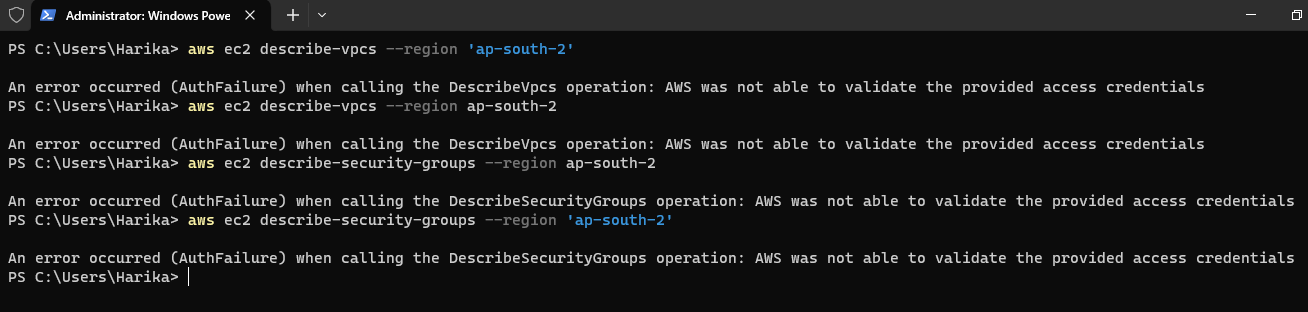 Administrator: Windows Powe
PS C:\Users\Harika> aws ec2 describe-vpcs --region 'ap-south-2'
An error occurred (AuthFailure) when calling the DescribeVpcs operation: AWS was not able to validate the provided access credentials
PS C:\Users\Harika> aws ec2 describe-vpcs --region ap-south-2
An error occurred (AuthFailure) when calling the DescribeVpcs operation: AWS was not able to validate the provided access credentials
PS C:\Users\Harika> aws ec2 describe-security-groups --region ap-south-2
An error occurred (AuthFailure) when calling the DescribeSecurityGroups operation: AWS was not able to validate the provided access credentials
PS C:\Users\Harika> aws ec2 describe-security-groups --region 'ap-south-2'
An error occurred (AuthFailure) when calling the DescribeSecurityGroups operation: AWS was not able to validate the provided access credentials
PS C:\Users\Harika>